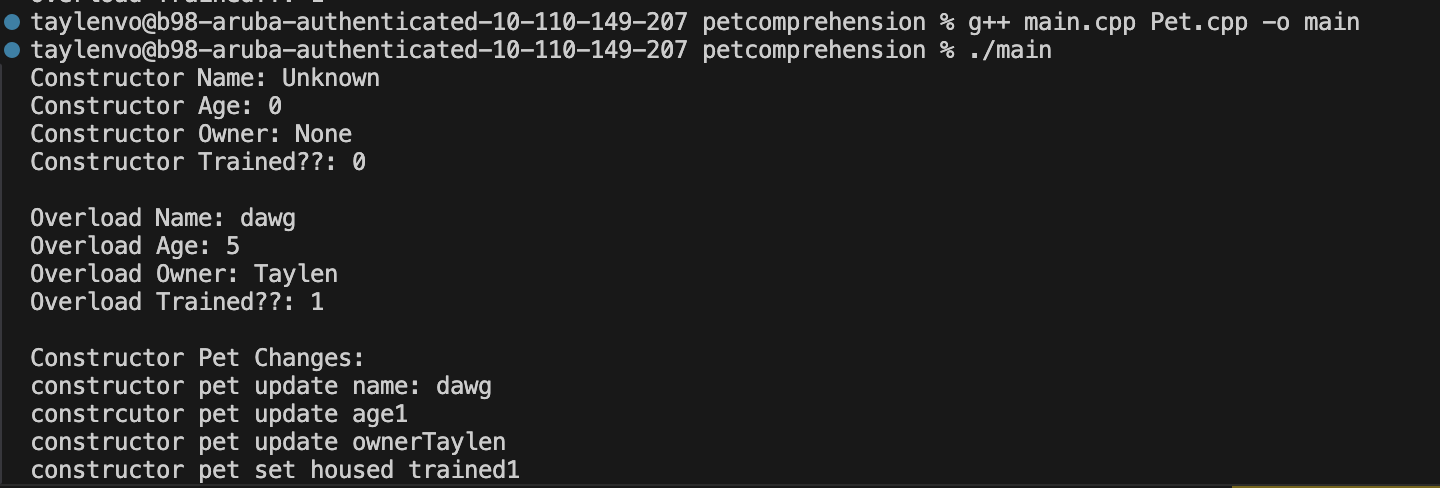 taylenvo@b98-aruba-authenticated-10-110-149-207 petcomprehension % g++ main.cpp Pet.cpp -o main
taylenvo@b98-aruba-authenticated-10-110-149-207 petcomprehension % ./main
Constructor Name: Unknown
Constructor Age: 0
Constructor Owner: None
Constructor Trained??: 0
Overload Name: dawg
Overload Age: 5
Overload Owner: Taylen
Overload Trained??: 1
Constructor Pet Changes:
constructor pet update name: dawg
constrcutor pet update age1
constructor pet update ownerTaylen
constructor pet set housed trained1